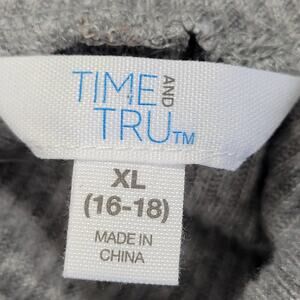 TIME AND
TRU™
XL
(16-18)
MADE IN
CHINA